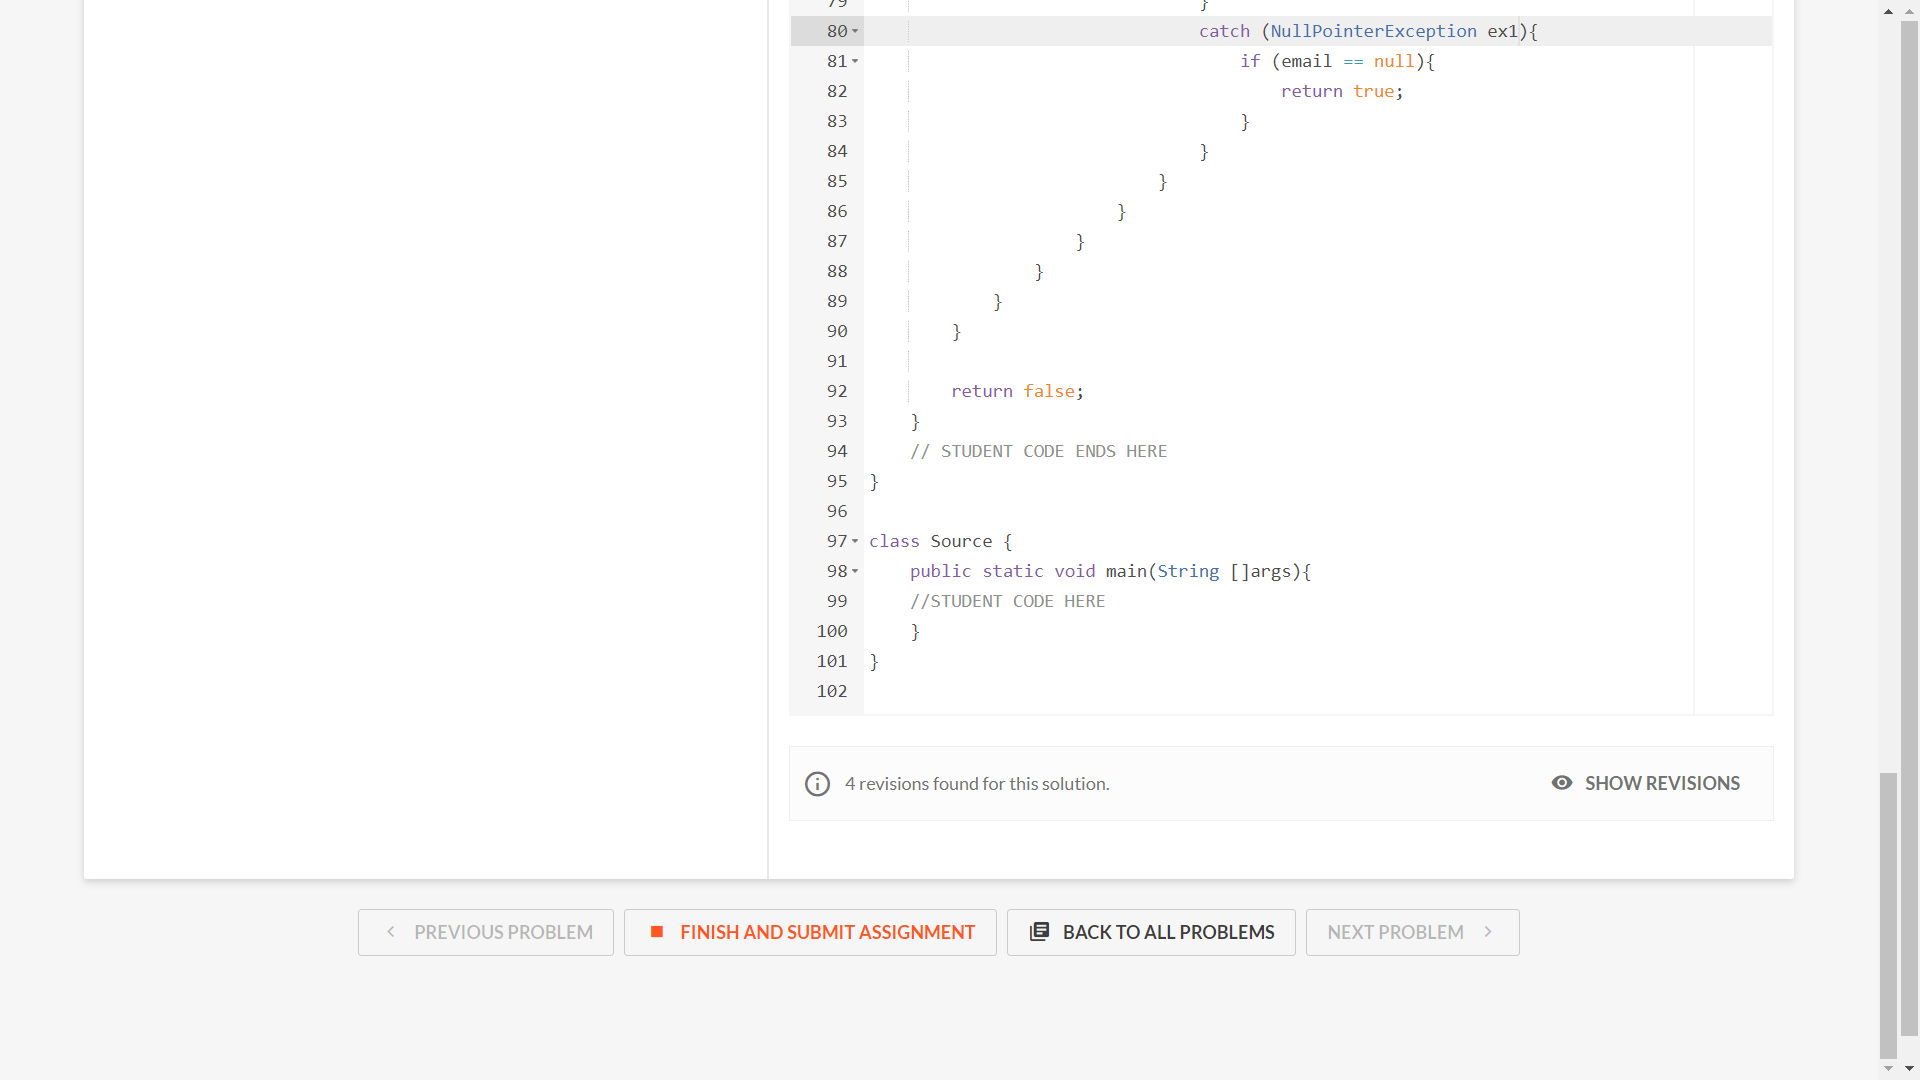 79 }
80 catch (NullPointerException ex1){
81 if (email == null){
82 return true;
83 }
84 }
85 }
86 }
87 }
88 }
89 }
90 }
91
92 return false;
93 }
94 // STUDENT CODE ENDS HERE
95 }
96
97 class Source {
98 public static void main(String []args){
99 //STUDENT CODE HERE
100 }
101 }
102
4 revisions found for this solution. SHOW REVISIONS
PREVIOUS PROBLEM FINISH AND SUBMIT ASSIGNMENT BACK TO ALL PROBLEMS NEXT PROBLEM